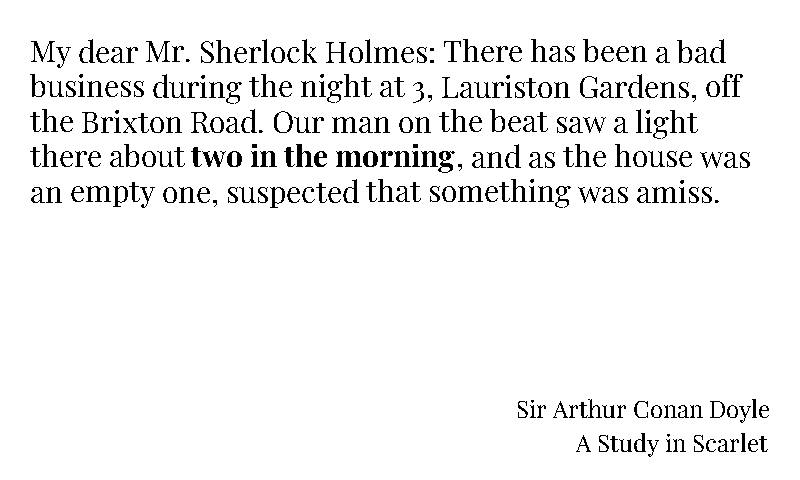 My dear Mr. Sherlock Holmes: There has been a bad
business during the night at 3, Lauriston Gardens, off
the Brixton Road. Our man on the beat saw a light
there about two in the morning, and as the house was
an empty one, suspected that something was amiss.
Sir Arthur Conan Doyle
A Study in Scarlet